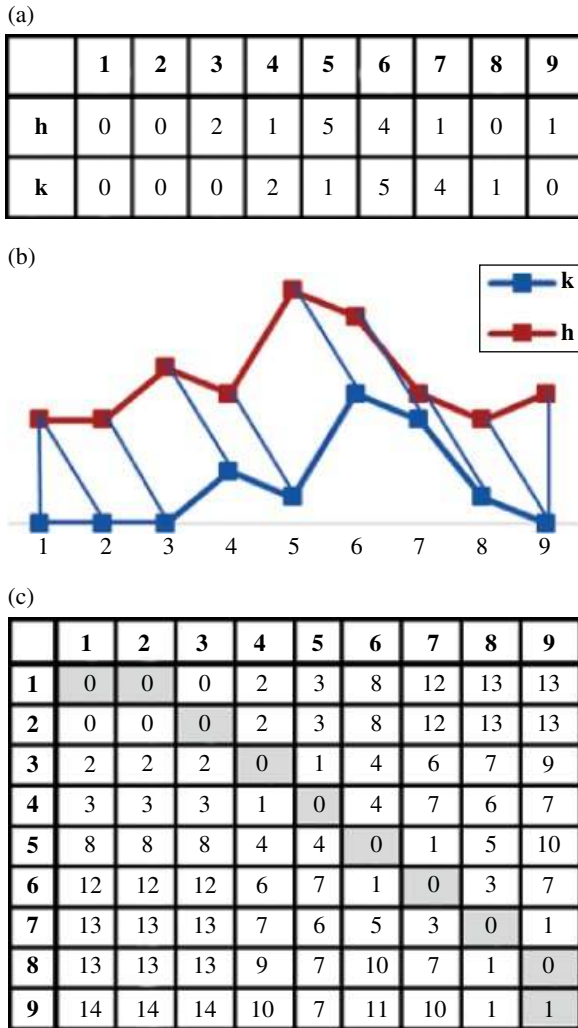 (a)
1 2 3 4 5 6 7 8 9
h 0 0 2 1 5 4 1 0 1
k 0 0 0 2 1 5 4 1 0
(b)
k
h
1 2 3 4 5 6 7 8 9
(c)
1 2 3 4 5 6 7 8 9
1 0 0 0 2 3 8 12 13 13
2 0 0 0 2 3 8 12 13 13
3 2 2 2 0 1 4 6 7 9
4 3 3 3 1 0 4 7 6 7
5 8 8 8 4 4 0 1 5 10
6 12 12 12 6 7 1 0 3 7
7 13 13 13 7 6 5 3 0 1
8 13 13 13 9 7 10 7 1 0
9 14 14 14 10 7 11 10 1 1